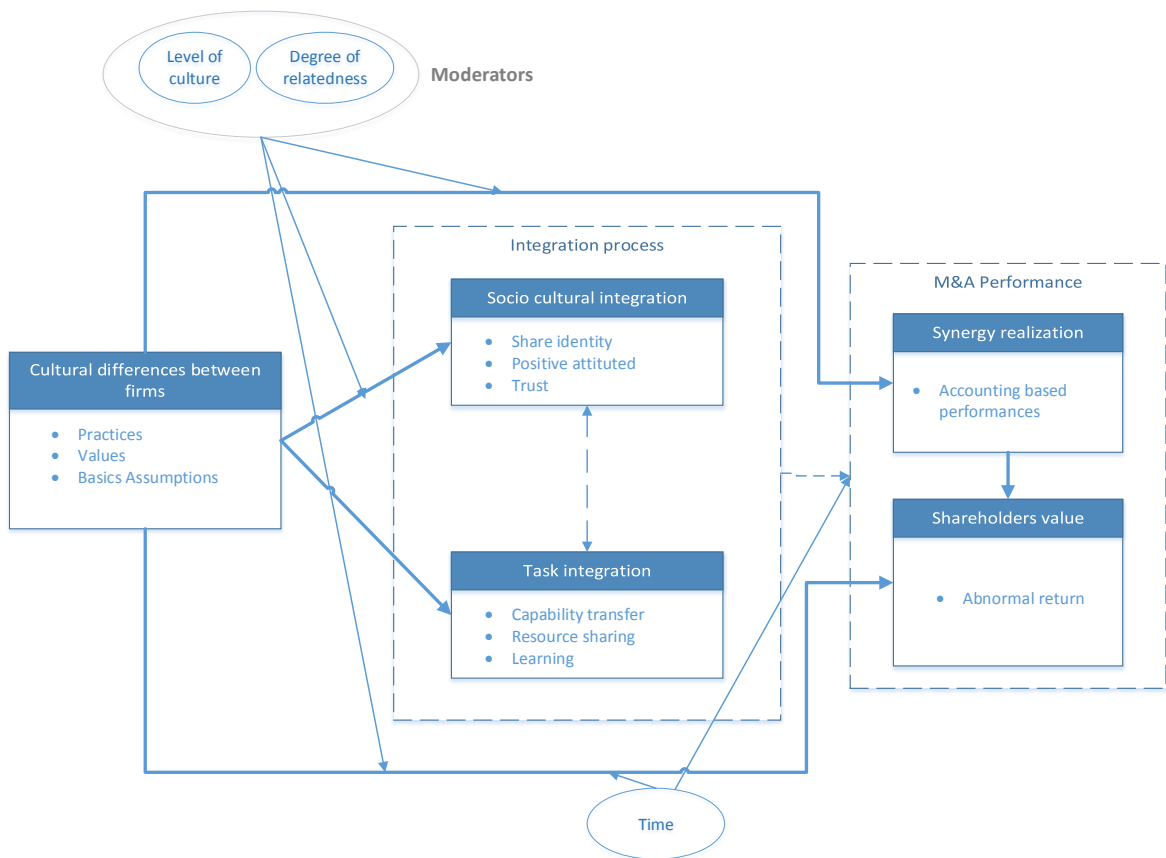 Level of
culture
Degree of
relatedness
Moderators
Integration process
Socio cultural integration
Share identity
Positive attituted
Trust
M&A Performance
Synergy realization
Accounting based
performances
Cultural differences between
firms
Practices
Values
Basics Assumptions
Shareholders value
Abnormal return
Task integration
Capability transfer
Resource sharing
Learning
Time